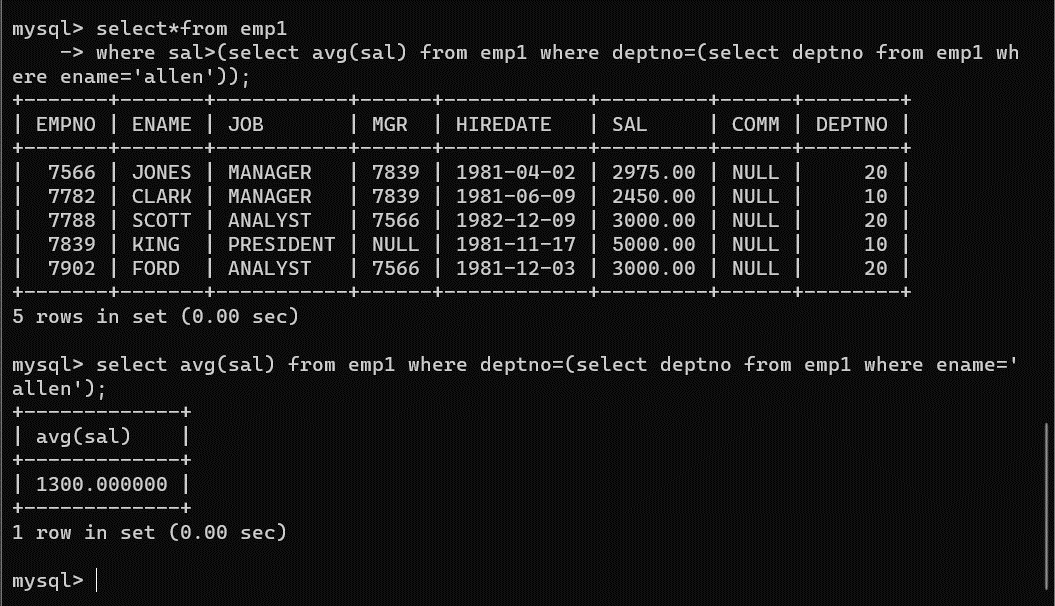 mysql> select*from emp1
    -> where sal>(select avg(sal) from emp1 where deptno=(select deptno from emp1 wh
ere ename='allen'));
+-------+-------+-----------+------+------------+---------+------+--------+
| EMPNO | ENAME | JOB       | MGR  | HIREDATE   | SAL     | COMM | DEPTNO |
+-------+-------+-----------+------+------------+---------+------+--------+
|  7566 | JONES | MANAGER   | 7839 | 1981-04-02 | 2975.00 | NULL |     20 |
|  7782 | CLARK | MANAGER   | 7839 | 1981-06-09 | 2450.00 | NULL |     10 |
|  7788 | SCOTT | ANALYST   | 7566 | 1982-12-09 | 3000.00 | NULL |     20 |
|  7839 | KING  | PRESIDENT | NULL | 1981-11-17 | 5000.00 | NULL |     10 |
|  7902 | FORD  | ANALYST   | 7566 | 1981-12-03 | 3000.00 | NULL |     20 |
+-------+-------+-----------+------+------------+---------+------+--------+
5 rows in set (0.00 sec)

mysql> select avg(sal) from emp1 where deptno=(select deptno from emp1 where ename='
allen');
+-------------+
| avg(sal)    |
+-------------+
| 1300.000000 |
+-------------+
1 row in set (0.00 sec)

mysql>